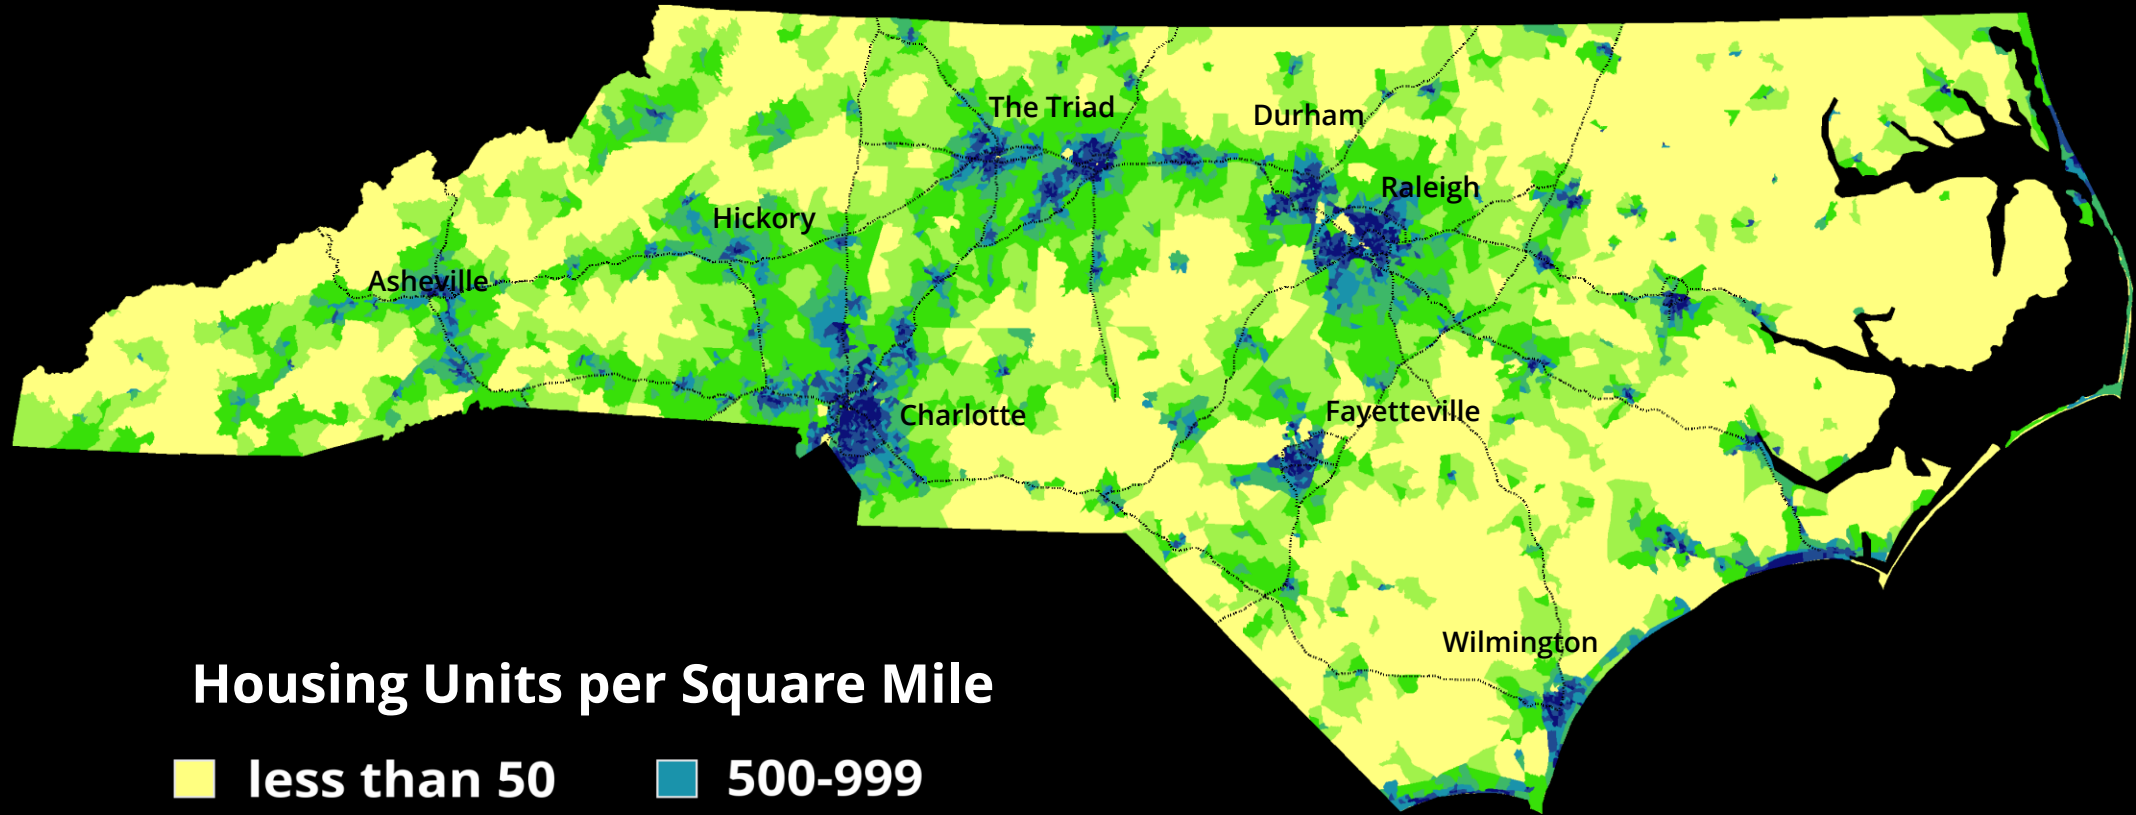 The Triad
Durham
Raleigh
Hickory
Asheville
Charlotte
Fayetteville
Wilmington
Housing Units per Square Mile
less than 50
500-999